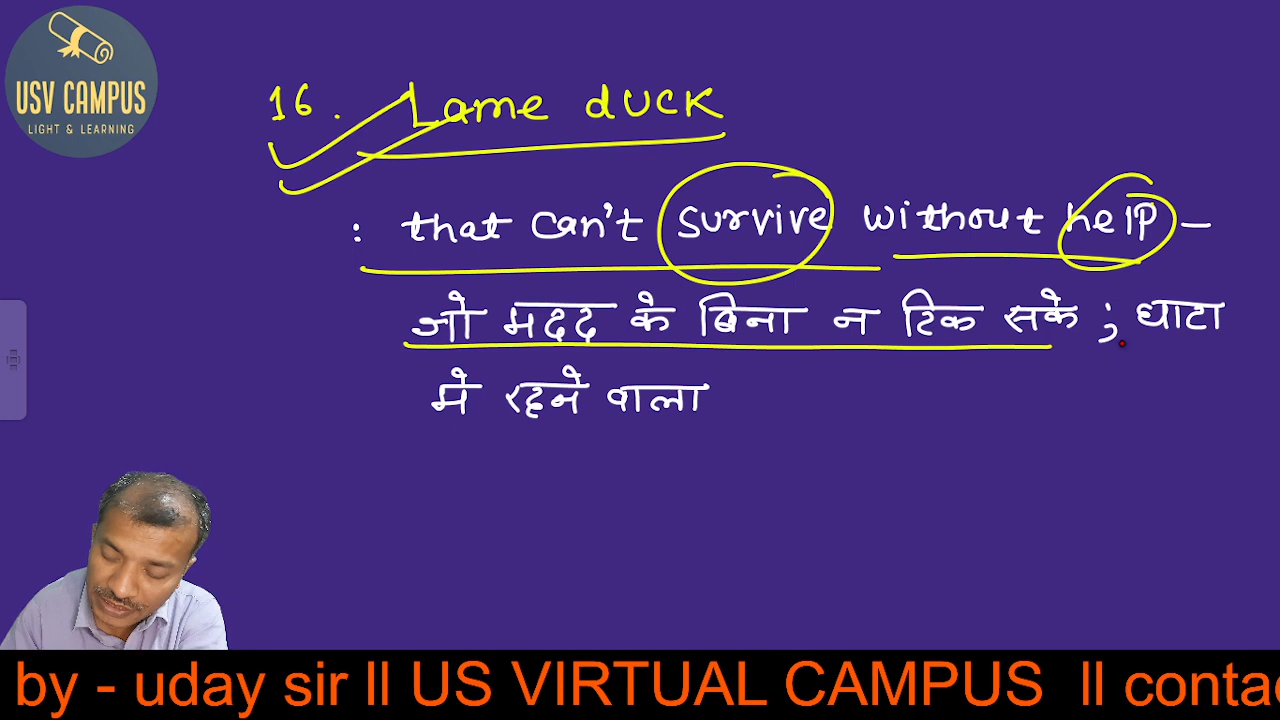 USV CAMPUS
LIGHT & LEARNING
16. Lame duck
: that can't survive without help –
जो मदद के बिना न टिक सके ; घाटा
मे रहने वाला
by - uday sir ll US VIRTUAL CAMPUS ll contac